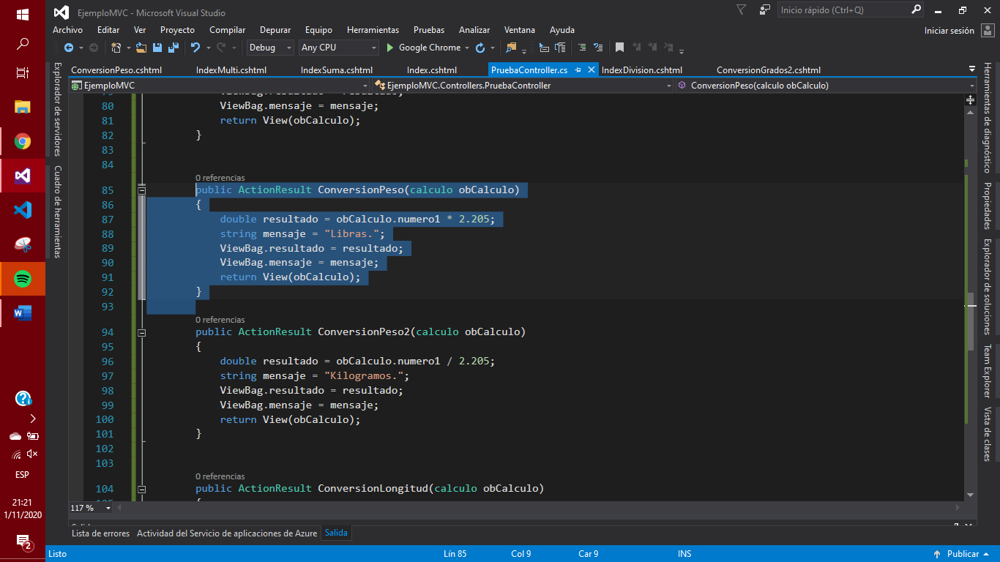 EjemploMVC - Microsoft Visual Studio
Inicio rápido (Ctrl+Q)
Archivo Editar Ver Proyecto Compilar Depurar Equipo Herramientas Pruebas Analizar Ventana Ayuda
Iniciar sesión
Debug Any CPU Google Chrome
ConversionPeso.cshtml IndexMulti.cshtml IndexSuma.cshtml Index.cshtml PruebaController.cs IndexDivision.cshtml ConversionGrados2.cshtml
EjemploMVC EjemploMVC.Controllers.PruebaController ConversionPeso(calculo obCalculo)
Explorador de servidores
Cuadro de herramientas
80 ViewBag.mensaje = mensaje;
81 return View(obCalculo);
82 }
83
84
0 referencias
85 public ActionResult ConversionPeso(calculo obCalculo)
86 {
87 double resultado = obCalculo.numero1 * 2.205;
88 string mensaje = "Libras.";
89 ViewBag.resultado = resultado;
90 ViewBag.mensaje = mensaje;
91 return View(obCalculo);
92 }
93
0 referencias
94 public ActionResult ConversionPeso2(calculo obCalculo)
95 {
96 double resultado = obCalculo.numero1 / 2.205;
97 string mensaje = "Kilogramos.";
98 ViewBag.resultado = resultado;
99 ViewBag.mensaje = mensaje;
100 return View(obCalculo);
101 }
102
103
0 referencias
104 public ActionResult ConversionLongitud(calculo obCalculo)
117 %
Herramientas de diagnóstico
Propiedades
Explorador de soluciones
Team Explorer
Vista de clases
Lista de errores Actividad del Servicio de aplicaciones de Azure Salida
Listo Lín 85 Col 9 Car 9 INS Publicar
ESP
21:21
1/11/2020
2